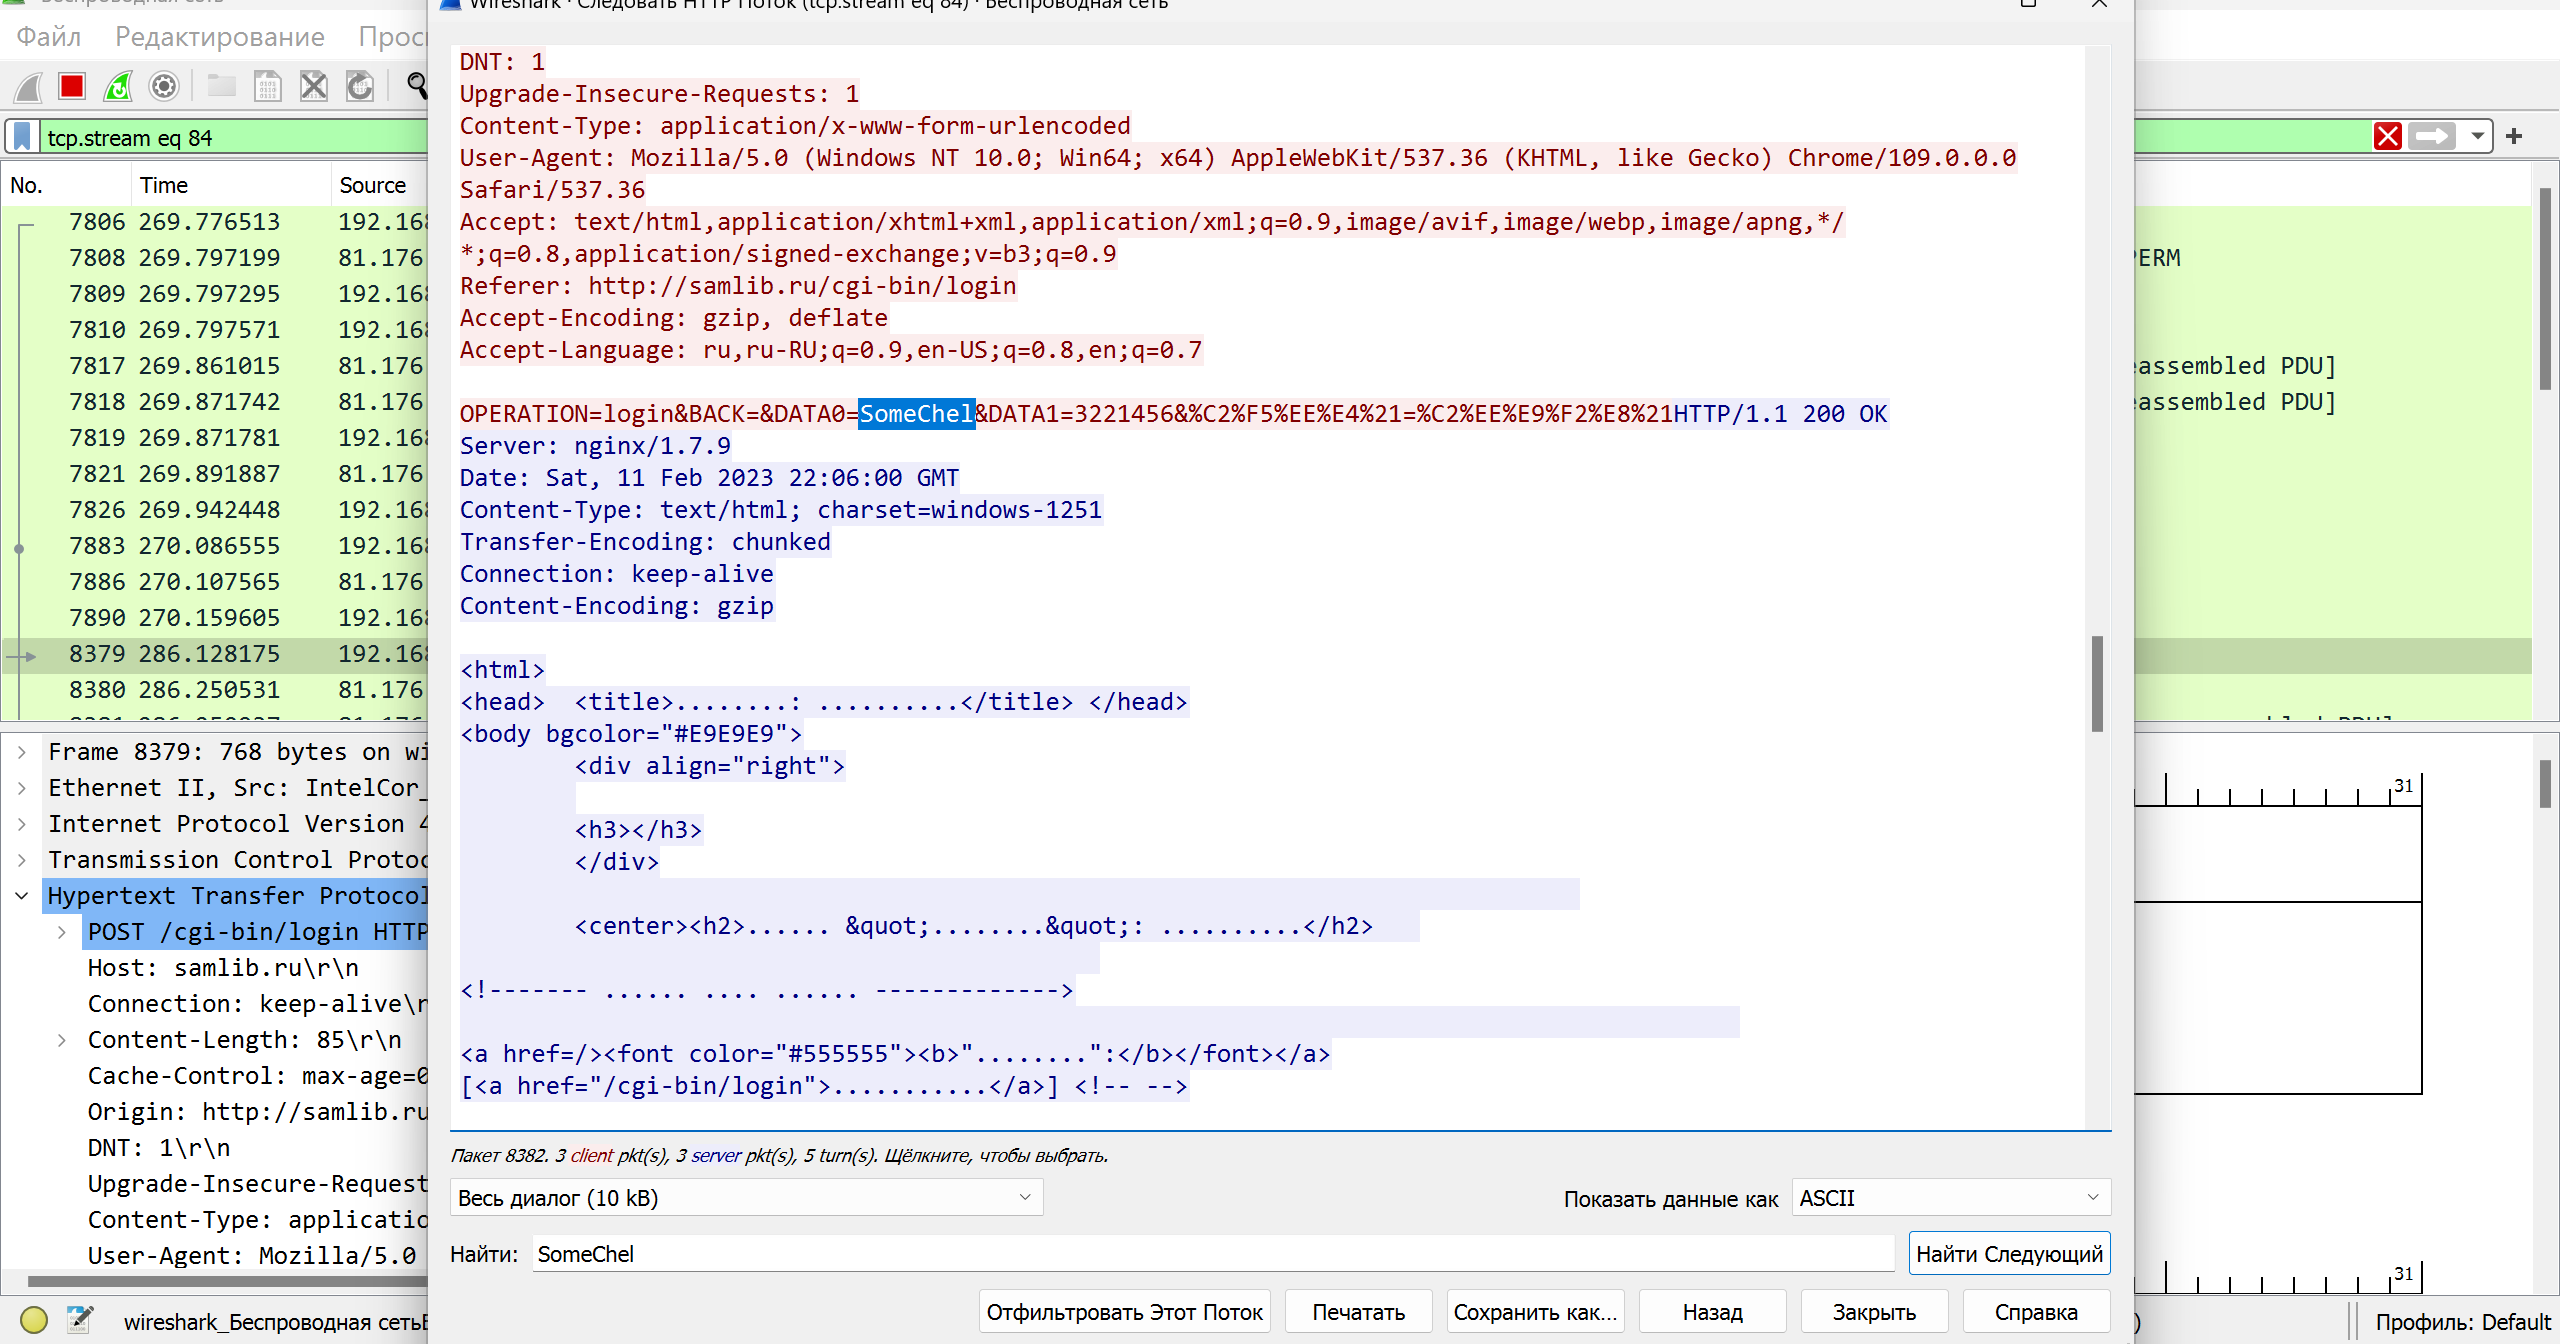 Wireshark · Следовать HTTP Поток (tcp.stream eq 84) · Беспроводная сеть
Файл Редактирование
tcp.stream eq 84
No. Time Source
7806 269.776513 192.168
7808 269.797199 81.176
7809 269.797295 192.168
7810 269.797571 192.168
7817 269.861015 81.176
7818 269.871742 81.176
7819 269.871781 192.168
7821 269.891887 81.176
7826 269.942448 192.168
7883 270.086555 192.168
7886 270.107565 81.176
7890 270.159605 192.168
8379 286.128175 192.168
8380 286.250531 81.176
PERM
eassembled PDU]
eassembled PDU]
Frame 8379: 768 bytes on wi
Ethernet II, Src: IntelCor_
Internet Protocol Version 4
Transmission Control Protoc
Hypertext Transfer Protocol
POST /cgi-bin/login HTTP
Host: samlib.ru\r\n
Connection: keep-alive\r
Content-Length: 85\r\n
Cache-Control: max-age=0
Origin: http://samlib.ru
DNT: 1\r\n
Upgrade-Insecure-Request
Content-Type: applicatio
User-Agent: Mozilla/5.0
wireshark_Беспроводная сеть
DNT: 1
Upgrade-Insecure-Requests: 1
Content-Type: application/x-www-form-urlencoded
User-Agent: Mozilla/5.0 (Windows NT 10.0; Win64; x64) AppleWebKit/537.36 (KHTML, like Gecko) Chrome/109.0.0.0
Safari/537.36
Accept: text/html,application/xhtml+xml,application/xml;q=0.9,image/avif,image/webp,image/apng,*/
*;q=0.8,application/signed-exchange;v=b3;q=0.9
Referer: http://samlib.ru/cgi-bin/login
Accept-Encoding: gzip, deflate
Accept-Language: ru,ru-RU;q=0.9,en-US;q=0.8,en;q=0.7
OPERATION=login&BACK=&DATA0=SomeChel&DATA1=3221456&%C2%F5%EE%E4%21=%C2%EE%E9%F2%E8%21HTTP/1.1 200 OK
Server: nginx/1.7.9
Date: Sat, 11 Feb 2023 22:06:00 GMT
Content-Type: text/html; charset=windows-1251
Transfer-Encoding: chunked
Connection: keep-alive
Content-Encoding: gzip
<html>
<head>  <title>........: ..........</title> </head>
<body bgcolor="#E9E9E9">
<div align="right">
<h3></h3>
</div>
<center><h2>...... &quot;........&quot;: ..........</h2>
<!------- ...... .... ...... ------------->
<a href=/><font color="#555555"><b>"........":</b></font></a>
[<a href="/cgi-bin/login">...........</a>] <!-- -->
Пакет 8382. 3 client pkt(s), 3 server pkt(s), 5 turn(s). Щёлкните, чтобы выбрать.
Весь диалог (10 kB) Показать данные как ASCII
Найти: SomeChel Найти Следующий
Отфильтровать Этот Поток Печатать Сохранить как... Назад Закрыть Справка
31
31
Профиль: Default